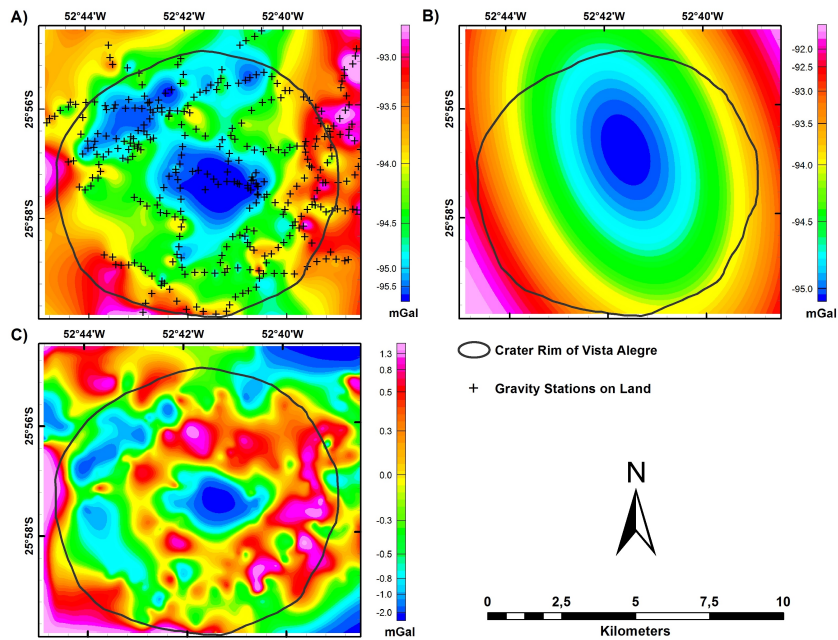 A)
52°44'W 52°42'W 52°40'W
25°56'S
25°58'S
-93.0
-93.5
-94.0
-94.5
-95.0
-95.5
mGal
B)
52°44'W 52°42'W 52°40'W
25°56'S
25°58'S
-92.0
-92.5
-93.0
-93.5
-94.0
-94.5
-95.0
mGal
C)
52°44'W 52°42'W 52°40'W
25°56'S
25°58'S
1.3
0.8
0.3
0.0
-0.3
-0.5
-0.8
-1.0
-2.0
mGal
Crater Rim of Vista Alegre
+ Gravity Stations on Land
N
0 2,5 5 7,5 10
Kilometers